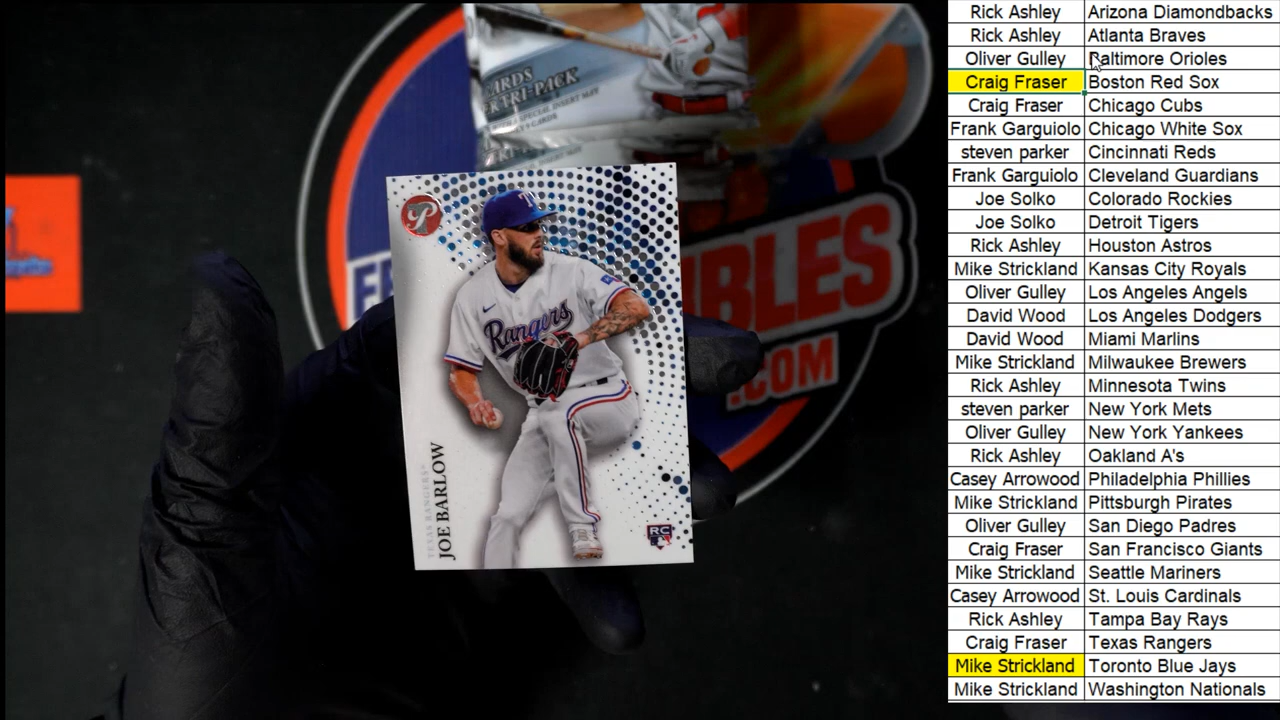 ARDS
TRI-PACK
P
Rangers
TEXAS RANGERS
JOE BARLOW
RC
FE
IBLES
.COM
Rick Ashley Arizona Diamondbacks
Rick Ashley Atlanta Braves
Oliver Gulley Baltimore Orioles
Craig Fraser Boston Red Sox
Craig Fraser Chicago Cubs
Frank Garguiolo Chicago White Sox
steven parker Cincinnati Reds
Frank Garguiolo Cleveland Guardians
Joe Solko Colorado Rockies
Joe Solko Detroit Tigers
Rick Ashley Houston Astros
Mike Strickland Kansas City Royals
Oliver Gulley Los Angeles Angels
David Wood Los Angeles Dodgers
David Wood Miami Marlins
Mike Strickland Milwaukee Brewers
Rick Ashley Minnesota Twins
steven parker New York Mets
Oliver Gulley New York Yankees
Rick Ashley Oakland A's
Casey Arrowood Philadelphia Phillies
Mike Strickland Pittsburgh Pirates
Oliver Gulley San Diego Padres
Craig Fraser San Francisco Giants
Mike Strickland Seattle Mariners
Casey Arrowood St. Louis Cardinals
Rick Ashley Tampa Bay Rays
Craig Fraser Texas Rangers
Mike Strickland Toronto Blue Jays
Mike Strickland Washington Nationals